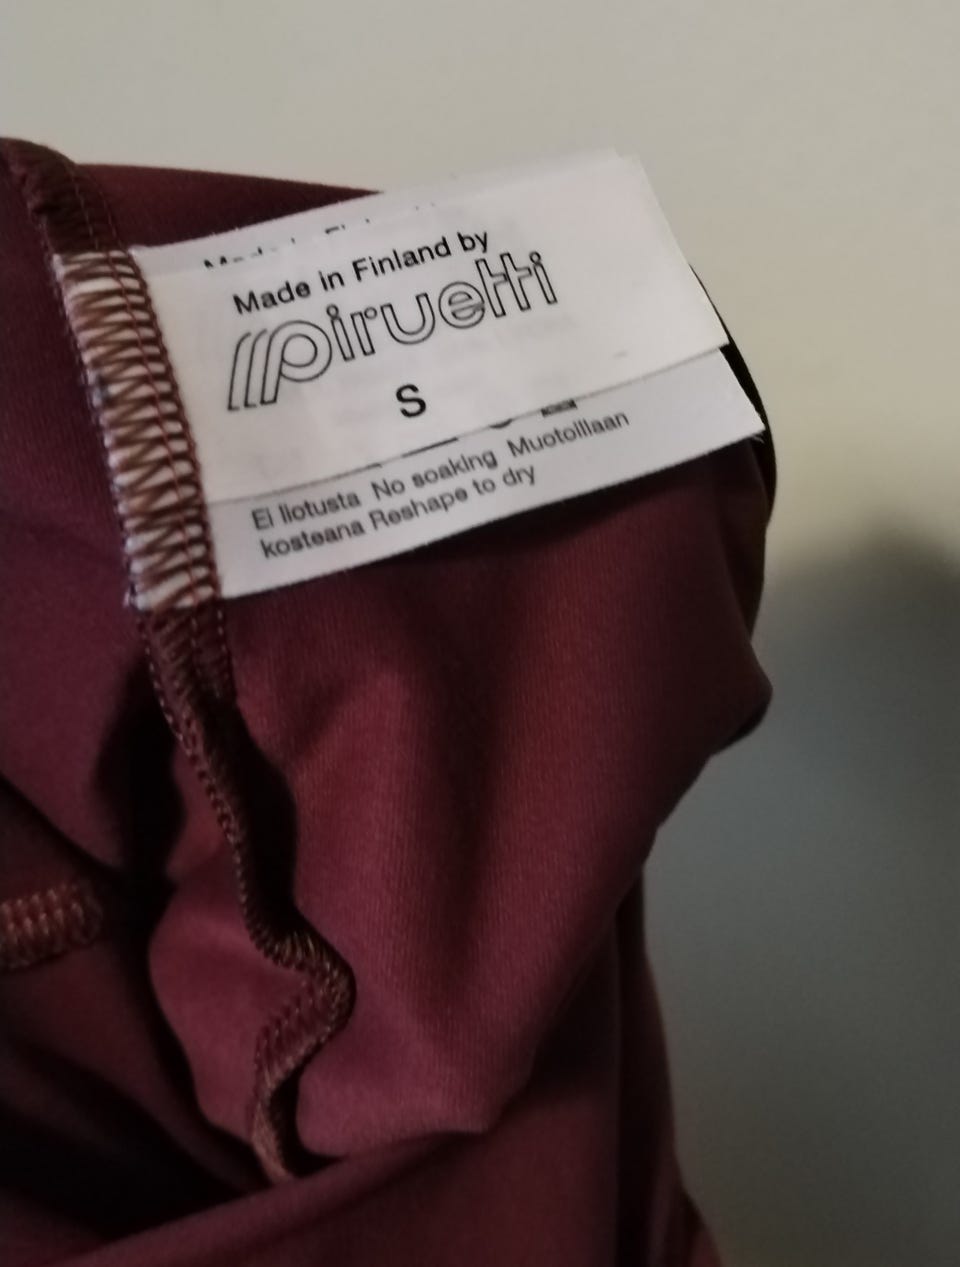 Made in Finland by
piruetti
S
Ei liotusta No soaking Muotoillaan
kosteana Reshape to dry